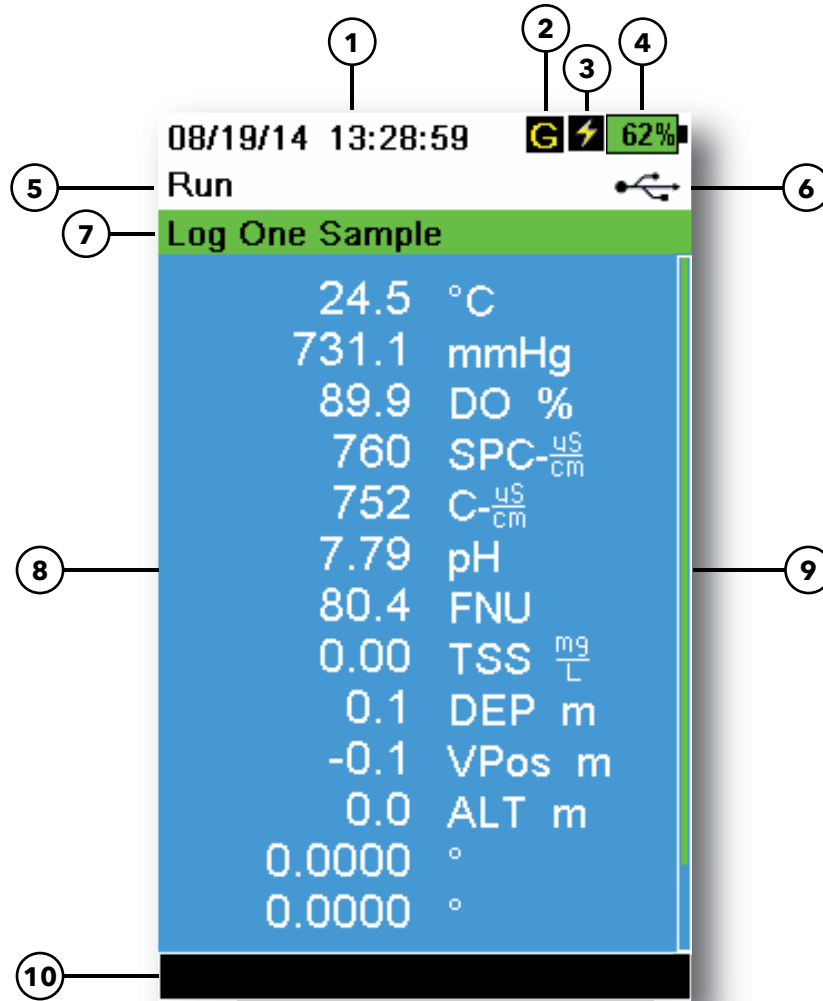 1
2
3
4
08/19/14 13:28:59 G 62%
5 Run 6
7 Log One Sample
24.5 °C
731.1 mmHg
89.9 DO %
760 SPC-uS/cm
752 C-uS/cm
8 7.79 pH 9
80.4 FNU
0.00 TSS mg/L
0.1 DEP m
-0.1 VPos m
0.0 ALT m
0.0000 °
0.0000 °
10